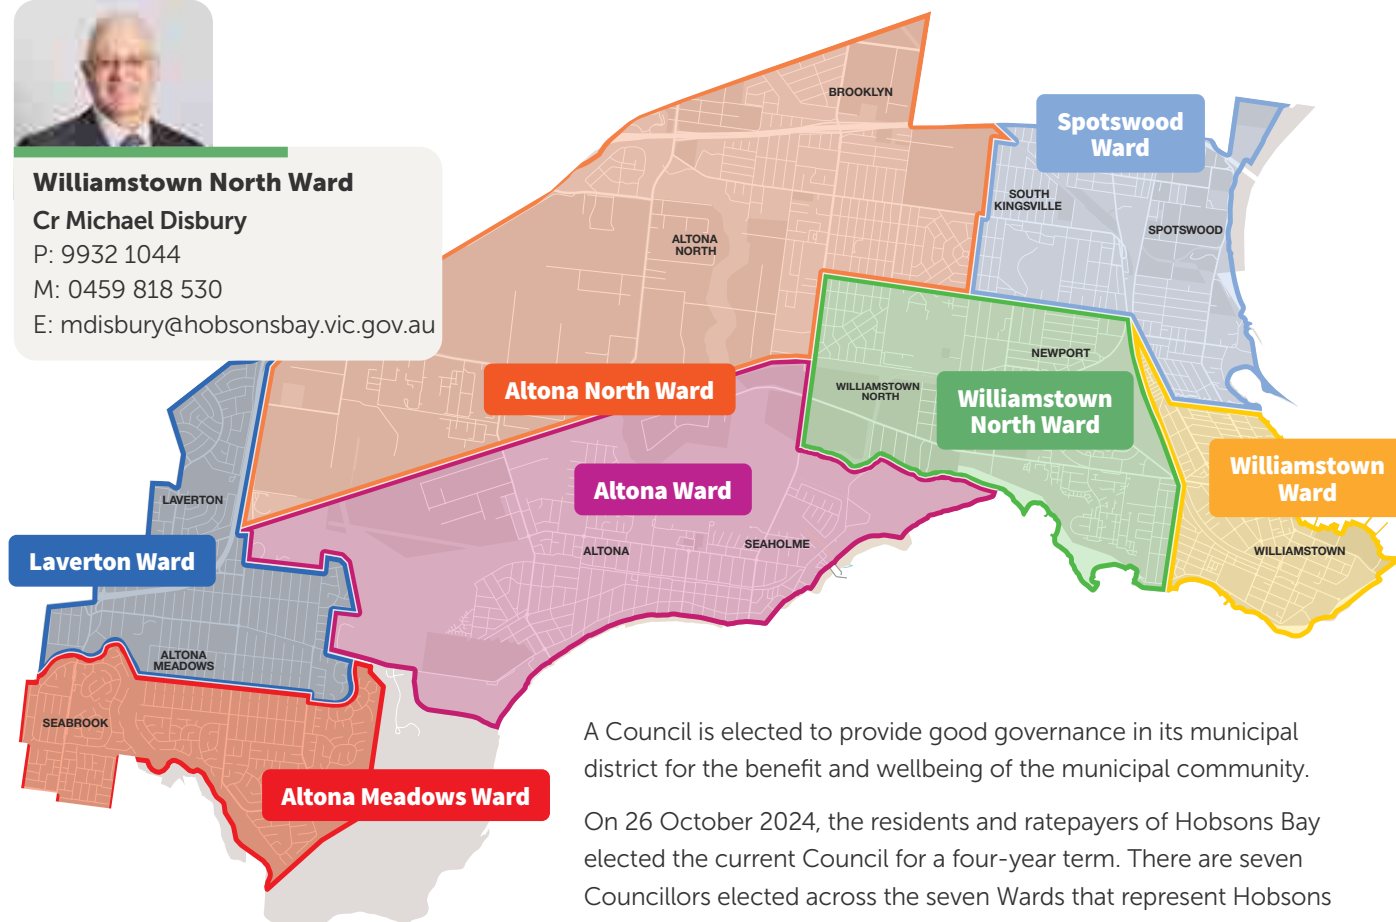 Williamstown North Ward
Cr Michael Disbury
P: 9932 1044
M: 0459 818 530
E: mdisbury@hobsonsbay.vic.gov.au
BROOKLYN
Spotswood
Ward
SOUTH
KINGSVILLE
SPOTSWOOD
ALTONA
NORTH
NEWPORT
WILLIAMSTOWN
NORTH
Altona North Ward
Williamstown
North Ward
Williamstown
Ward
Altona Ward
LAVERTON
ALTONA
SEAHOLME
WILLIAMSTOWN
Laverton Ward
ALTONA
MEADOWS
SEABROOK
Altona Meadows Ward
A Council is elected to provide good governance in its municipal
district for the benefit and wellbeing of the municipal community.
On 26 October 2024, the residents and ratepayers of Hobsons Bay
elected the current Council for a four-year term. There are seven
Councillors elected across the seven Wards that represent Hobsons